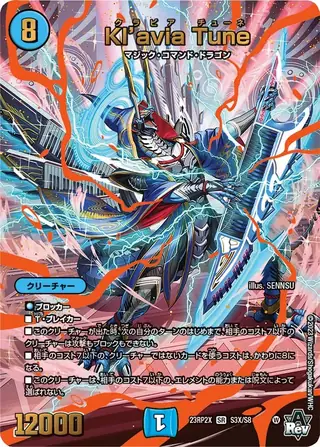 8
クラビア チューネ
Kl'avia Tune
マジック・コマンド・ドラゴン
illus. SENNSU
クリーチャー
■ブロッカー
■T・ブレイカー
■このクリーチャーが出た時、次の自分のターンのはじめまで、相手のコスト7以下の
クリーチャーは攻撃もブロックもできない。
■相手のコスト7以下の、クリーチャーではないカードを使うコストは、かわりに8に
なる。
■このクリーチャーは、相手のコスト7以下の、エレメントの能力または呪文によって
選ばれない。
©2023 Wizards/Shogakukan/WHC
12000
1
23RP2X SR S3X/S8
W
Rev